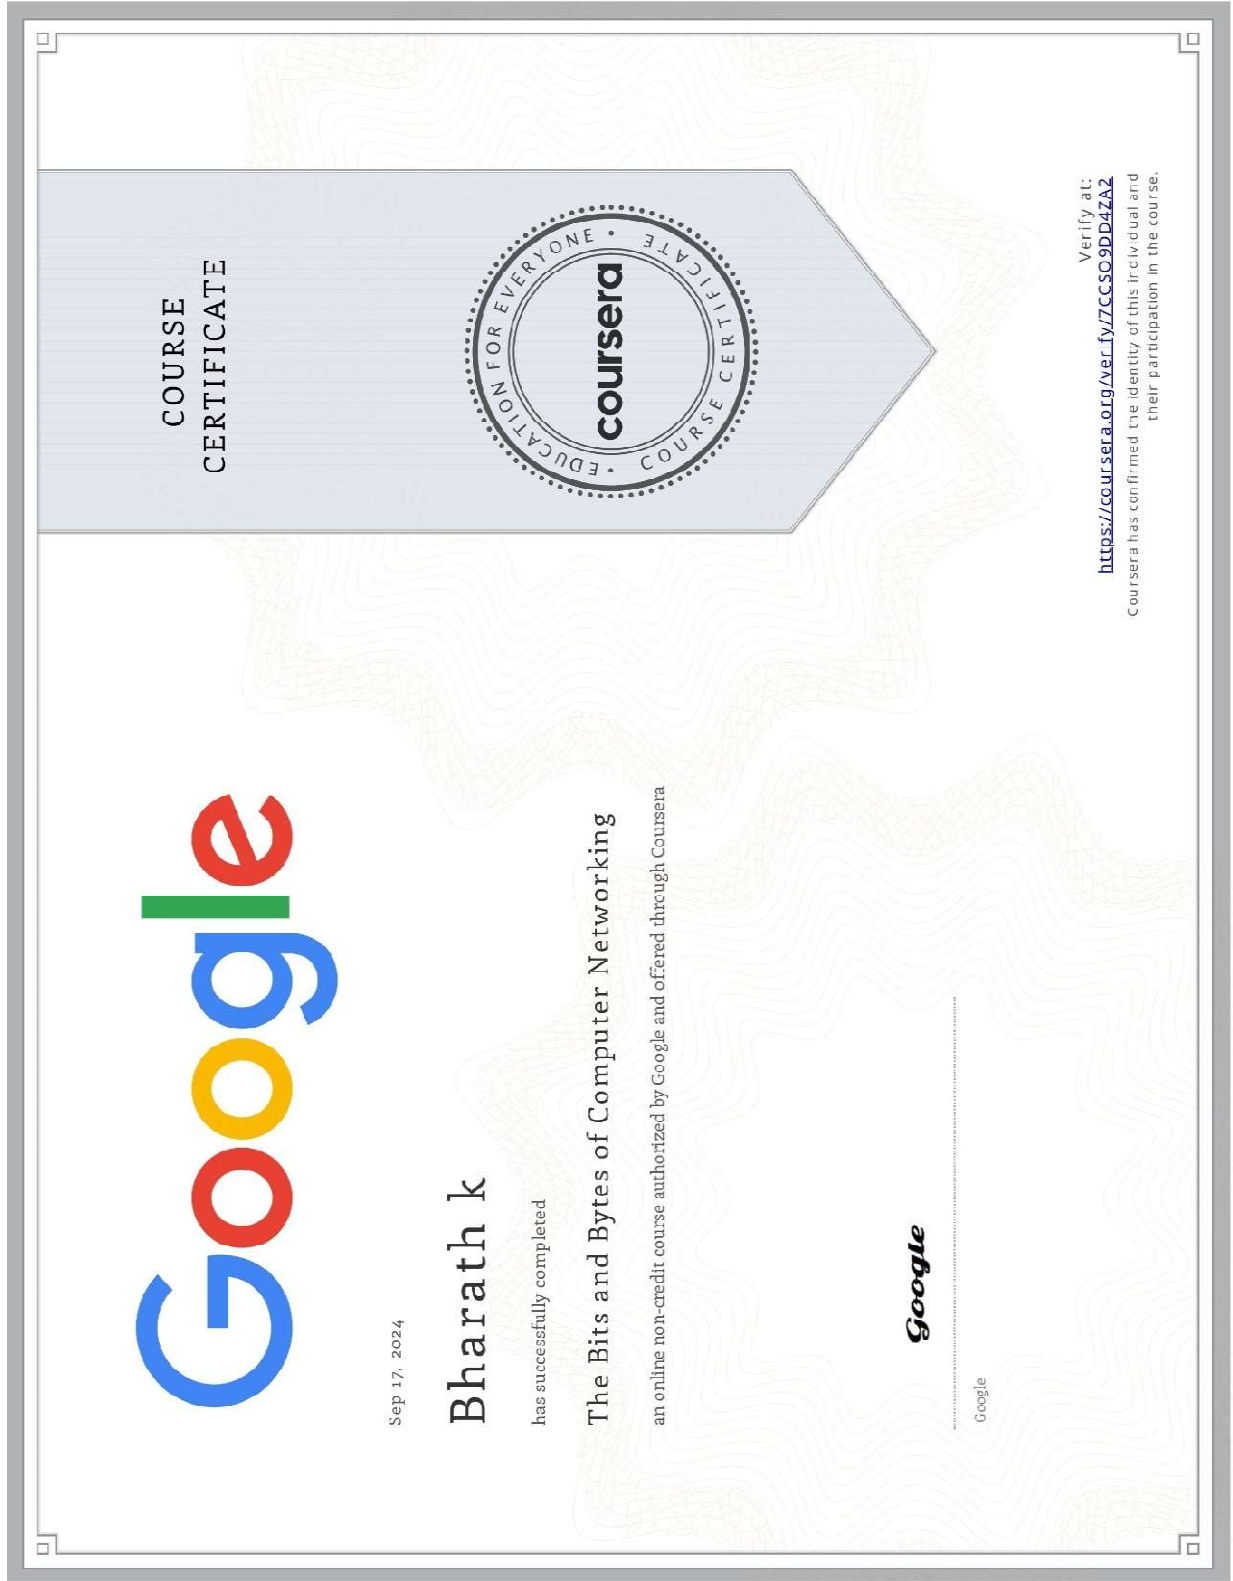 Google
Sep 17, 2024
Bharath k
has successfully completed
The Bits and Bytes of Computer Networking
an online non-credit course authorized by Google and offered through Coursera
Google
Google
COURSE
CERTIFICATE
EDUCATION FOR EVERYONE • COURSE CERTIFICATE •
coursera
Verify at:
https://coursera.org/verify/7CCSO9DD4ZA2
Coursera has confirmed the identity of this individual and
their participation in the course.